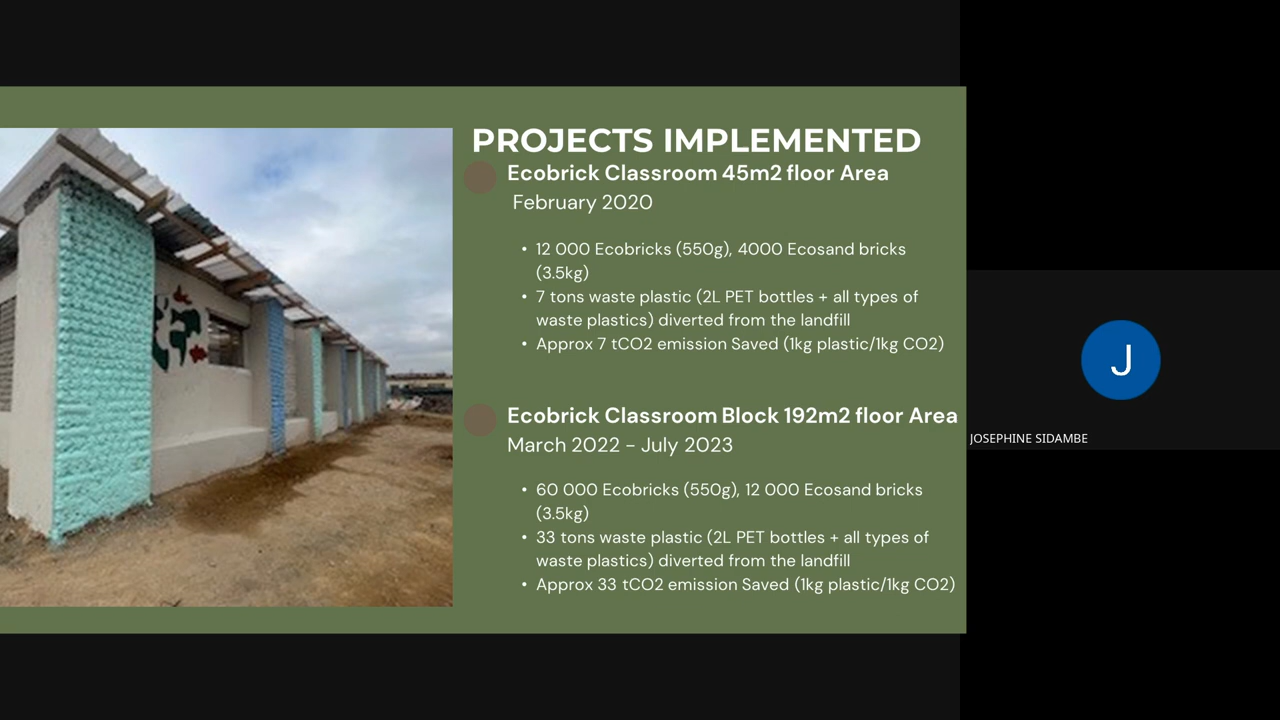 PROJECTS IMPLEMENTED
Ecobrick Classroom 45m2 floor Area
February 2020
• 12 000 Ecobricks (550g), 4000 Ecosand bricks
(3.5kg)
• 7 tons waste plastic (2L PET bottles + all types of
waste plastics) diverted from the landfill
• Approx 7 tCO2 emission Saved (1kg plastic/1kg CO2)
Ecobrick Classroom Block 192m2 floor Area
March 2022 - July 2023
• 60 000 Ecobricks (550g), 12 000 Ecosand bricks
(3.5kg)
• 33 tons waste plastic (2L PET bottles + all types of
waste plastics) diverted from the landfill
• Approx 33 tCO2 emission Saved (1kg plastic/1kg CO2)
J
JOSEPHINE SIDAMBE